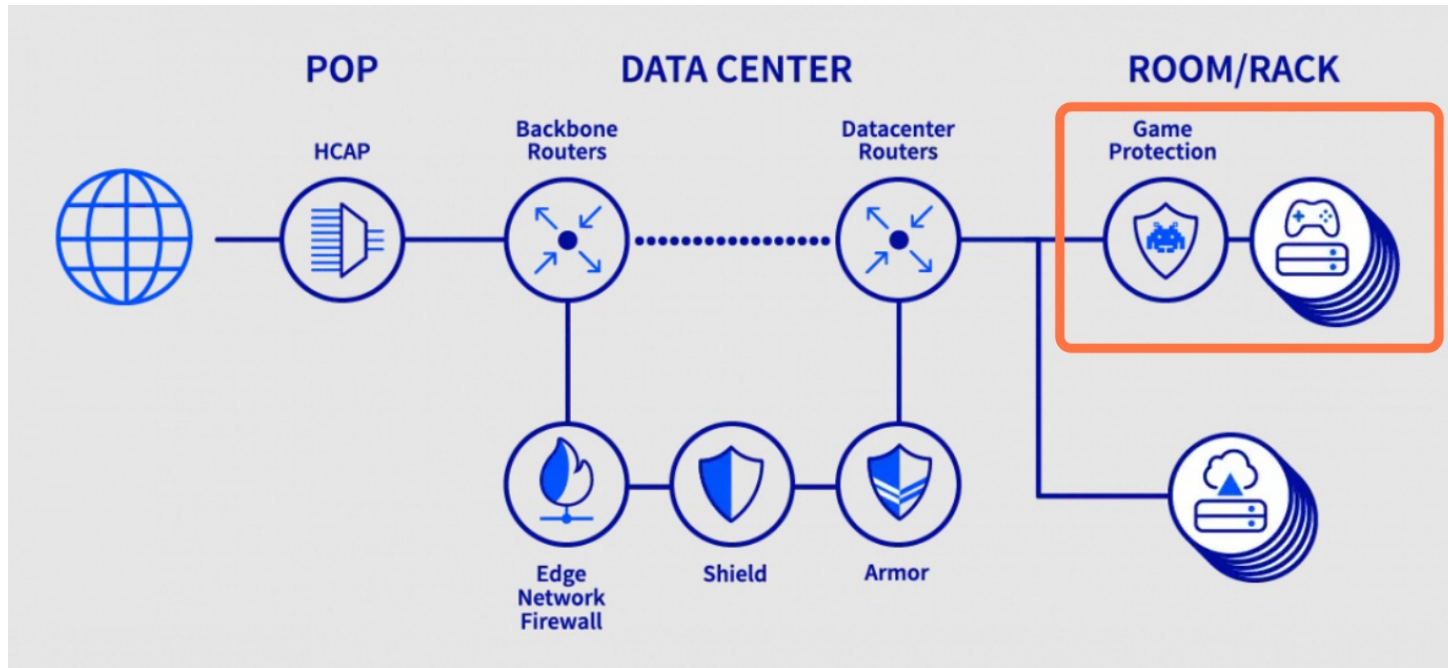 POP
DATA CENTER
ROOM/RACK
HCAP
Backbone
Routers
Datacenter
Routers
Game
Protection
Edge
Network
Firewall
Shield
Armor